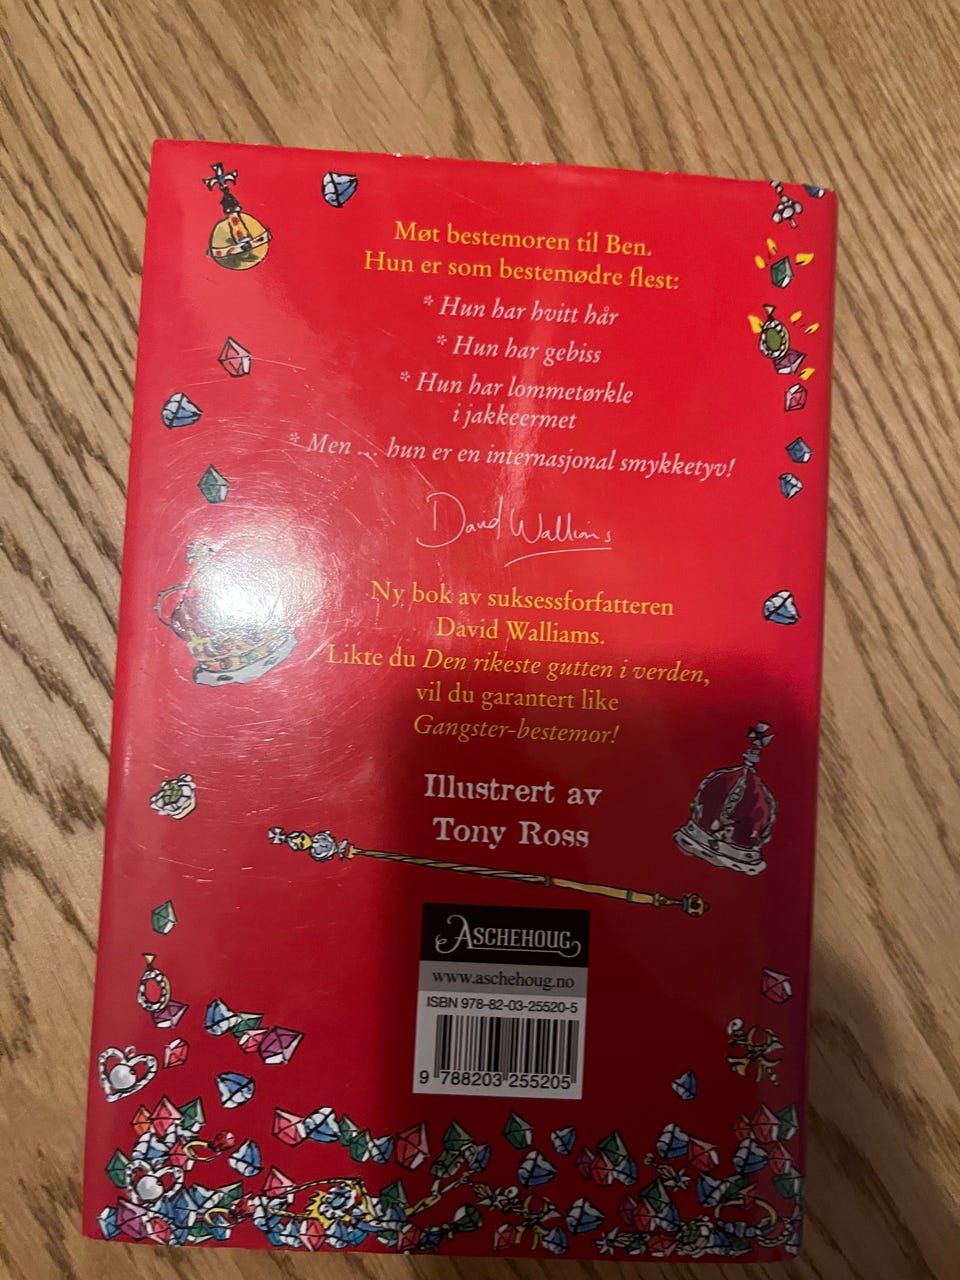 Møt bestemoren til Ben.
Hun er som bestemødre flest:
* Hun har hvitt hår
* Hun har gebiss
* Hun har lommetørkle
i jakkeermet
* Men ... hun er en internasjonal smykketyv!
David Walliams
Ny bok av suksessforfatteren
David Walliams.
Likte du Den rikeste gutten i verden,
vil du garantert like
Gangster-bestemor!
Illustrert av
Tony Ross
ASCHEHOUG
www.aschehoug.no
ISBN 978-82-03-25520-5
9 788203 255205